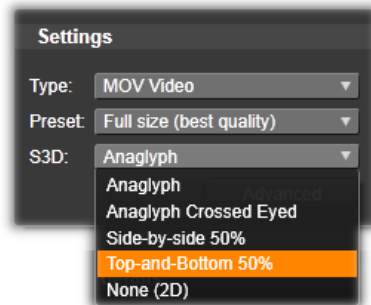 Settings
Type: MOV Video
Preset: Full size (best quality)
S3D: Anaglyph
Anaglyph
Advanced
Anaglyph Crossed Eyed
Side-by-side 50%
Top-and-Bottom 50%
None (2D)